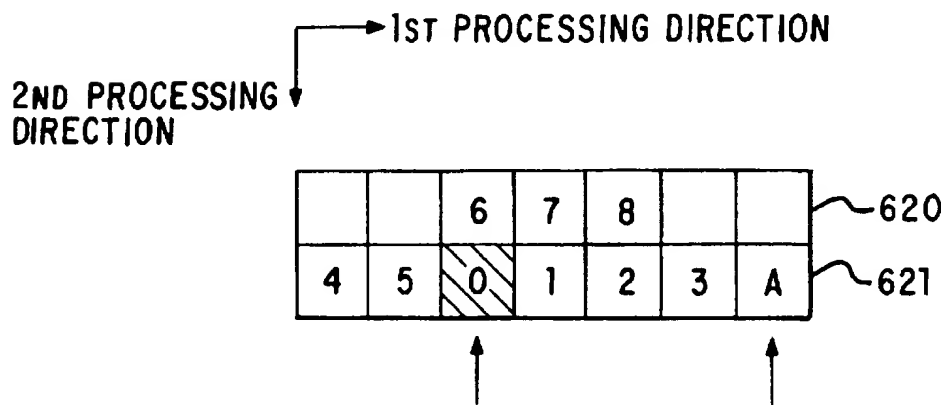 1ST PROCESSING DIRECTION
2ND PROCESSING
DIRECTION
6 7 8 620
4 5 0 1 2 3 A 621